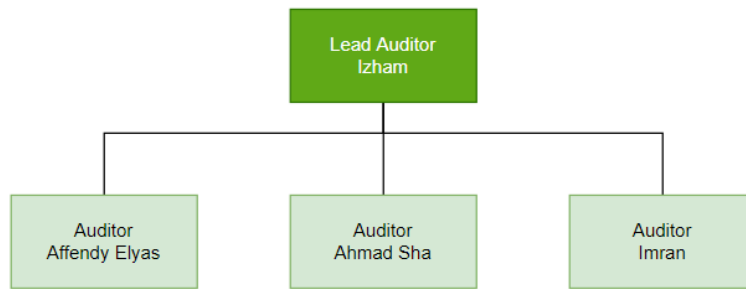 Lead Auditor
Izham
Auditor
Affendy Elyas
Auditor
Ahmad Sha
Auditor
Imran